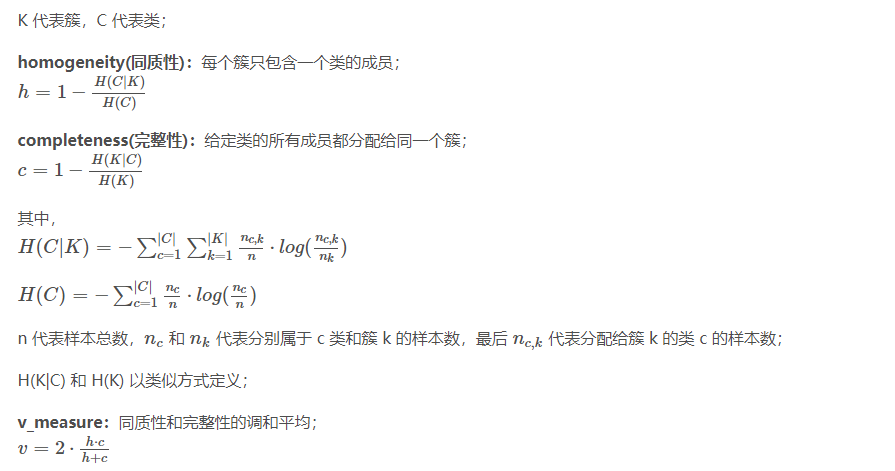 K 代表簇，C 代表类；
homogeneity(同质性)：每个簇只包含一个类的成员；
h = 1 − \frac{H(C|K)}{H(C)}
completeness(完整性)：给定类的所有成员都分配给同一个簇；
c = 1 − \frac{H(K|C)}{H(K)}
其中，
H(C|K) = − \sum_{c=1}^{|C|} \sum_{k=1}^{|K|} \frac{n_{c,k}}{n} · log(\frac{n_{c,k}}{n_k})
H(C) = − \sum_{c=1}^{|C|} \frac{n_c}{n} · log(\frac{n_c}{n})
n 代表样本总数，n_c 和 n_k 代表分别属于 c 类和簇 k 的样本数，最后 n_{c,k} 代表分配给簇 k 的类 c 的样本数；
H(K|C) 和 H(K) 以类似方式定义；
v_measure：同质性和完整性的调和平均；
v = 2 · \frac{h·c}{h+c}